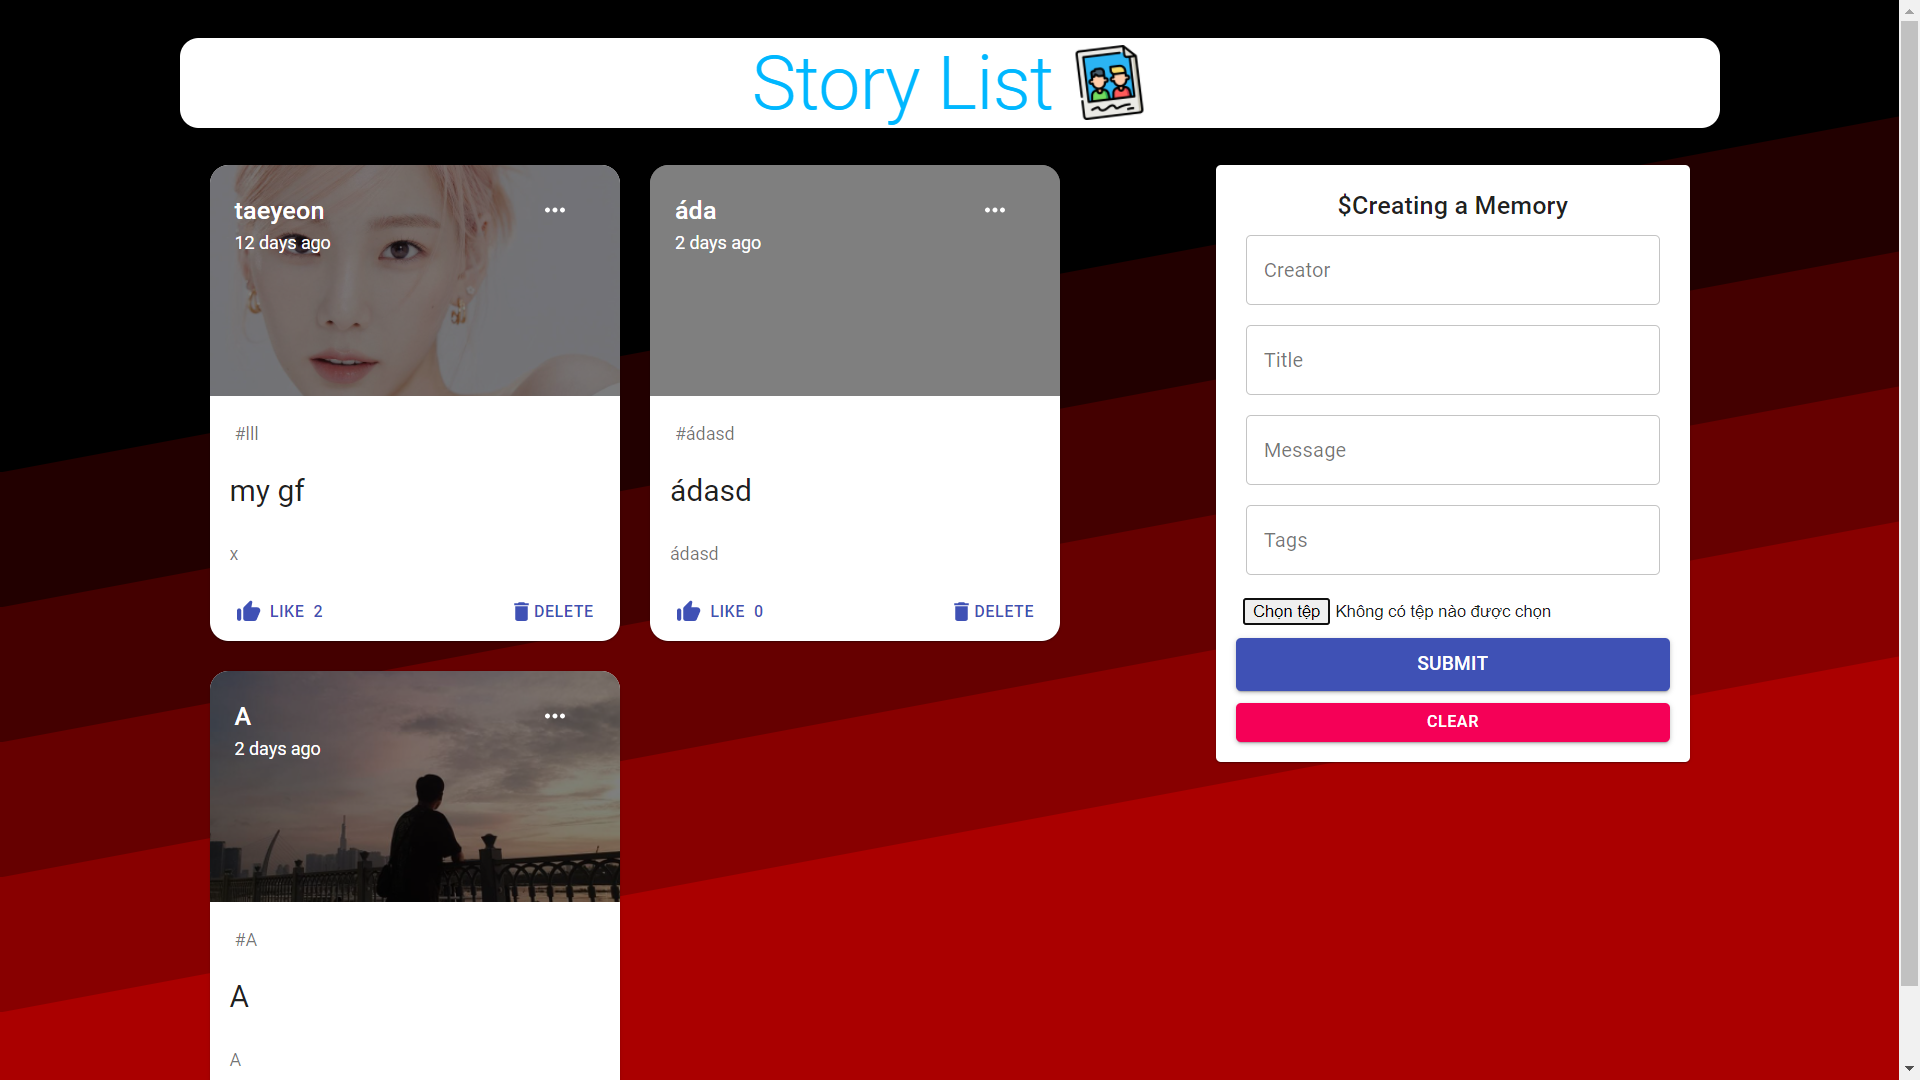 Story List
taeyeon
12 days ago
#lll
my gf
x
LIKE 2
DELETE
áda
2 days ago
#ádasd
ádasd
ádasd
LIKE 0
DELETE
A
2 days ago
#A
A
A
$Creating a Memory
Creator
Title
Message
Tags
Chọn tệp Không có tệp nào được chọn
SUBMIT
CLEAR